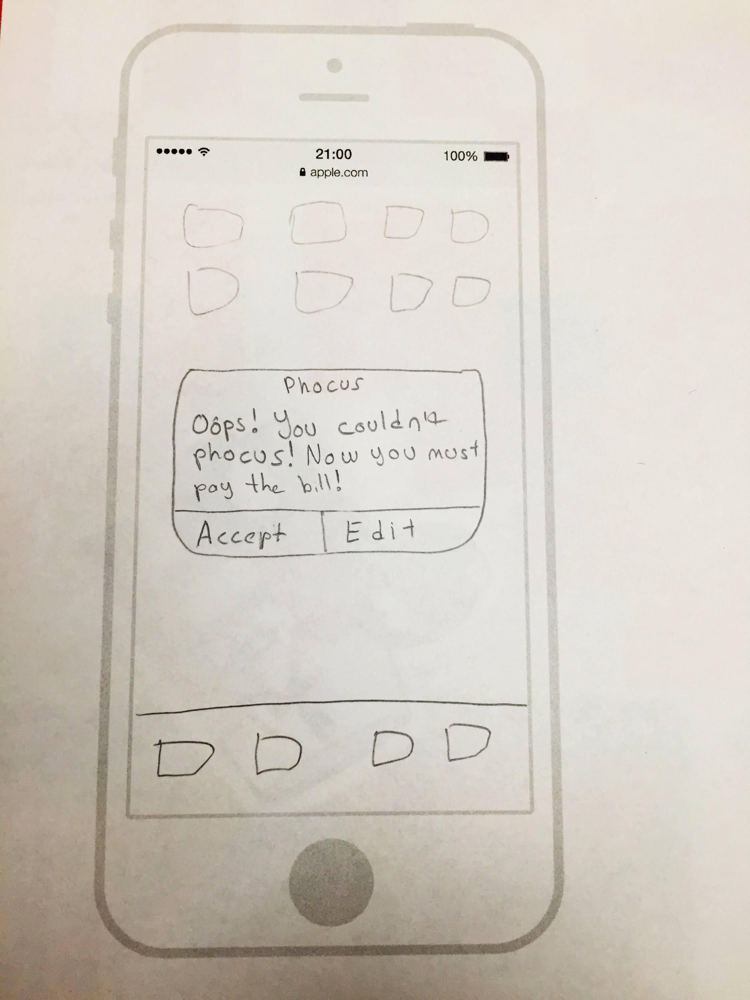 21:00
100%
apple.com
Phocus
Oops! You couldn't
phocus! Now you must
pay the bill!
Accept Edit